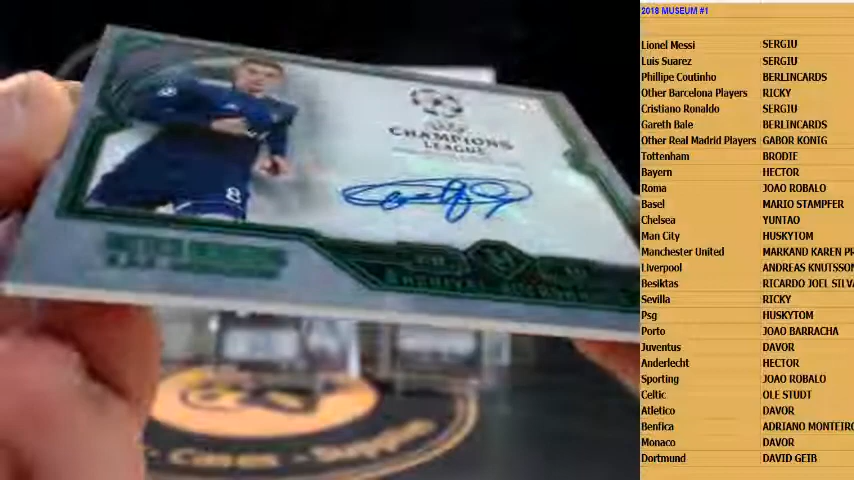 CHAMPIONS
LEAGUE
8
2018 MUSEUM #1
Lionel Messi SERGIU
Luis Suarez SERGIU
Phillipe Coutinho BERLINCARDS
Other Barcelona Players RICKY
Cristiano Ronaldo SERGIU
Gareth Bale BERLINCARDS
Other Real Madrid Players GABOR KONIG
Tottenham BRODIE
Bayern HECTOR
Roma JOAO ROBALO
Basel MARIO STAMPFER
Chelsea YUNTAO
Man City HUSKYTOM
Manchester United MARKAND KAREN PR
Liverpool ANDREAS KNUTSSON
Besiktas RICARDO JOEL SILVA
Sevilla RICKY
Psg HUSKYTOM
Porto JOAO BARRACHA
Juventus DAVOR
Anderlecht HECTOR
Sporting JOAO ROBALO
Celtic OLE STUDT
Atletico DAVOR
Benfica ADRIANO MONTEIRO
Monaco DAVOR
Dortmund DAVID GEIB